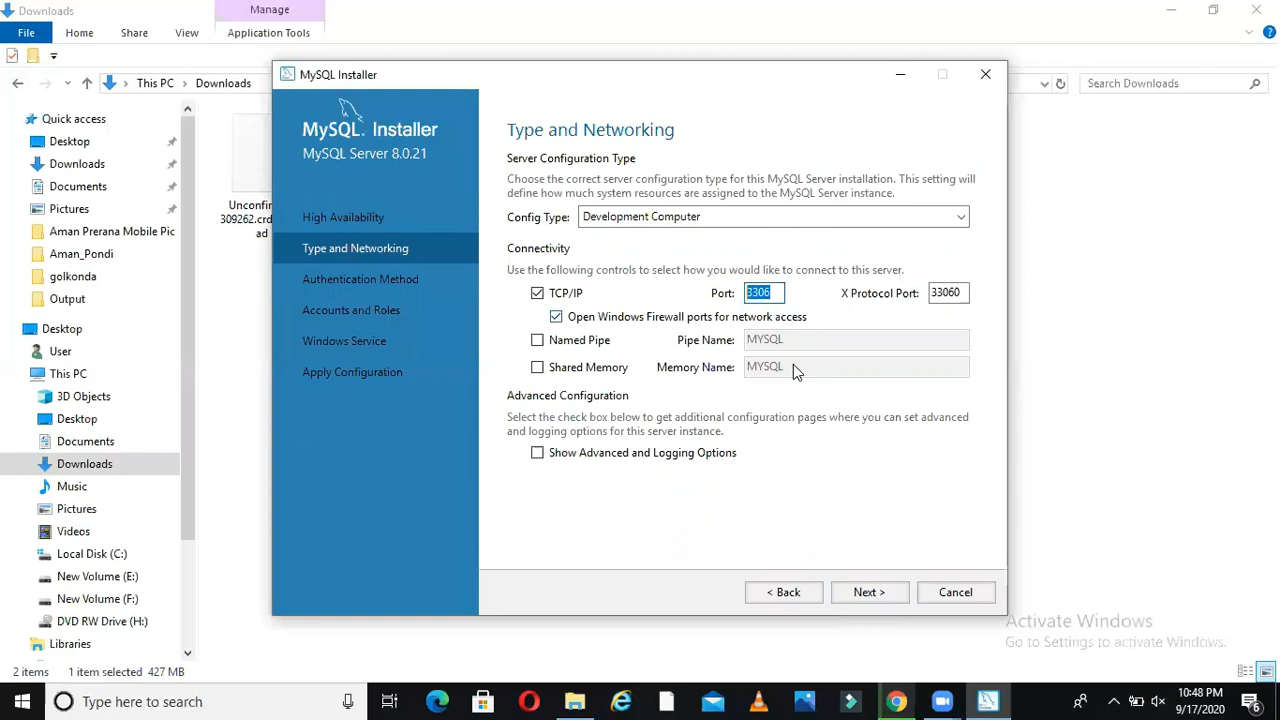 Downloads
Manage
File
Home
Share
View
Application Tools
This PC
Downloads
Search Downloads
Quick access
Desktop
Downloads
Documents
Pictures
Aman Prerana Mobile Pic
Aman_Pondi
golkonda
Output
Desktop
User
This PC
3D Objects
Desktop
Documents
Downloads
Music
Pictures
Videos
Local Disk (C:)
New Volume (E:)
New Volume (F:)
DVD RW Drive (H:)
Libraries
Unconfir
309262.crd
ad
MySQL Installer
MySQL. Installer
MySQL Server 8.0.21
High Availability
Type and Networking
Authentication Method
Accounts and Roles
Windows Service
Apply Configuration
Type and Networking
Server Configuration Type
Choose the correct server configuration type for this MySQL Server installation. This setting will
define how much system resources are assigned to the MySQL Server instance.
Config Type: Development Computer
Connectivity
Use the following controls to select how you would like to connect to this server.
TCP/IP Port: 3306 X Protocol Port: 33060
Open Windows Firewall ports for network access
Named Pipe Pipe Name: MYSQL
Shared Memory Memory Name: MYSQL
Advanced Configuration
Select the check box below to get additional configuration pages where you can set advanced
and logging options for this server instance.
Show Advanced and Logging Options
< Back Next > Cancel
Activate Windows
Go to Settings to activate Windows.
2 items 1 item selected 427 MB
Type here to search
10:48 PM
9/17/2020
6